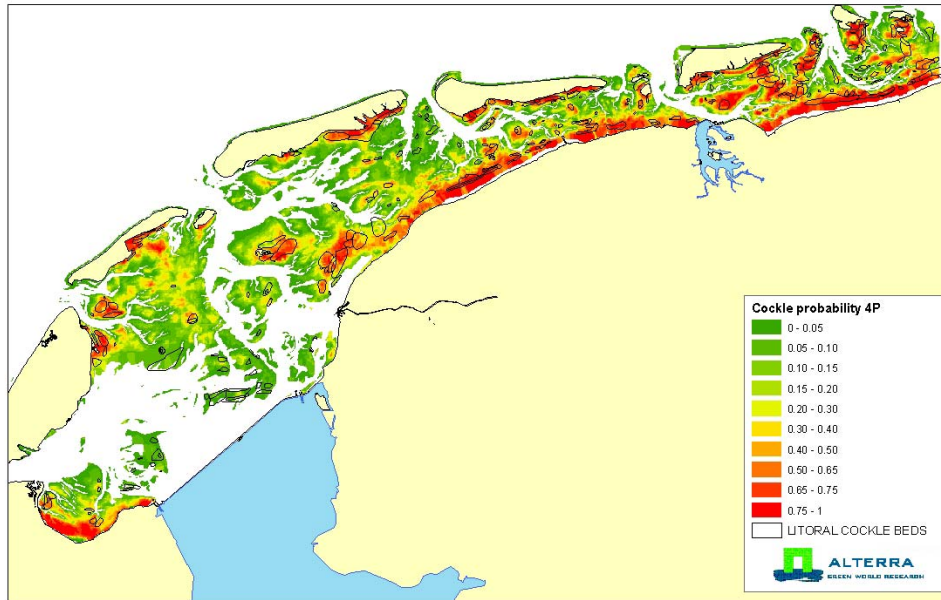 Cockle probability 4P
0 - 0.05
0.05 - 0.10
0.10 - 0.15
0.15 - 0.20
0.20 - 0.30
0.30 - 0.40
0.40 - 0.50
0.50 - 0.65
0.65 - 0.75
0.75 - 1
LITORAL COCKLE BEDS
ALTERRA
GREEN WORLD RESEARCH